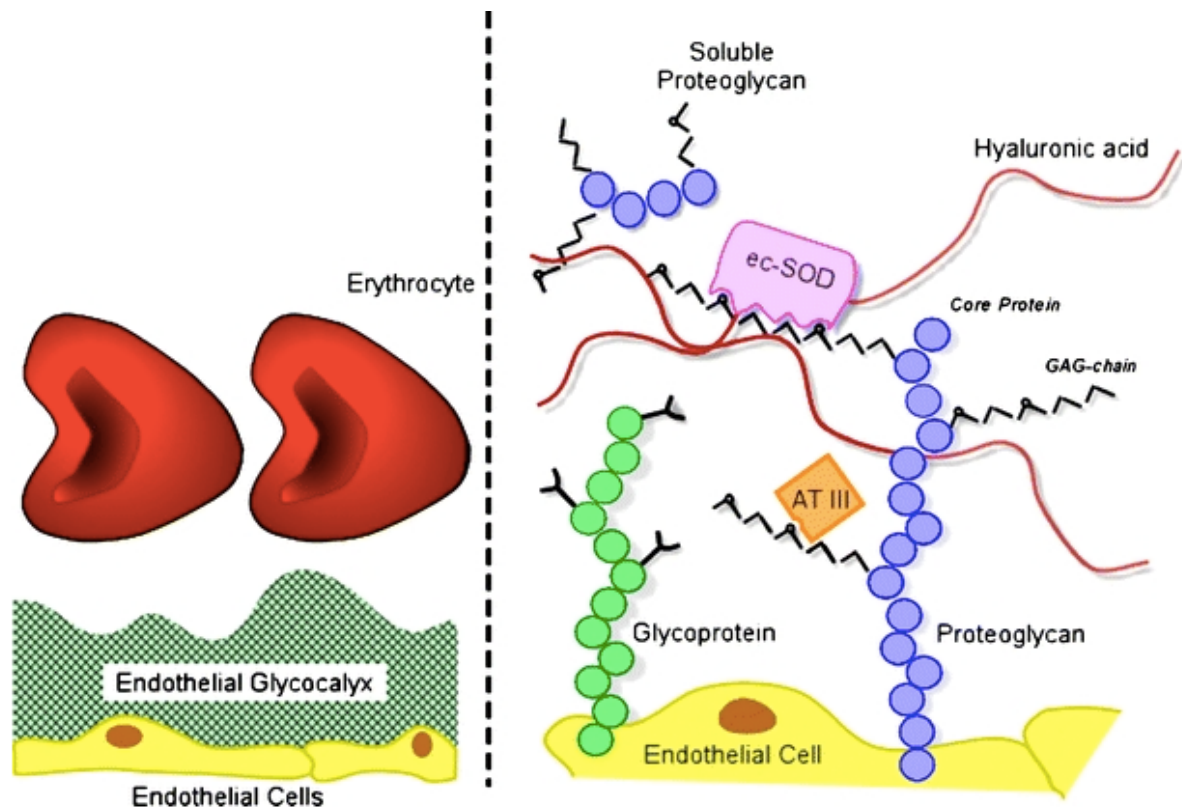 Erythrocyte
Endothelial Glycocalyx
Endothelial Cells
Soluble
Proteoglycan
Hyaluronic acid
ec-SOD
Core Protein
GAG-chain
AT III
Glycoprotein
Proteoglycan
Endothelial Cell